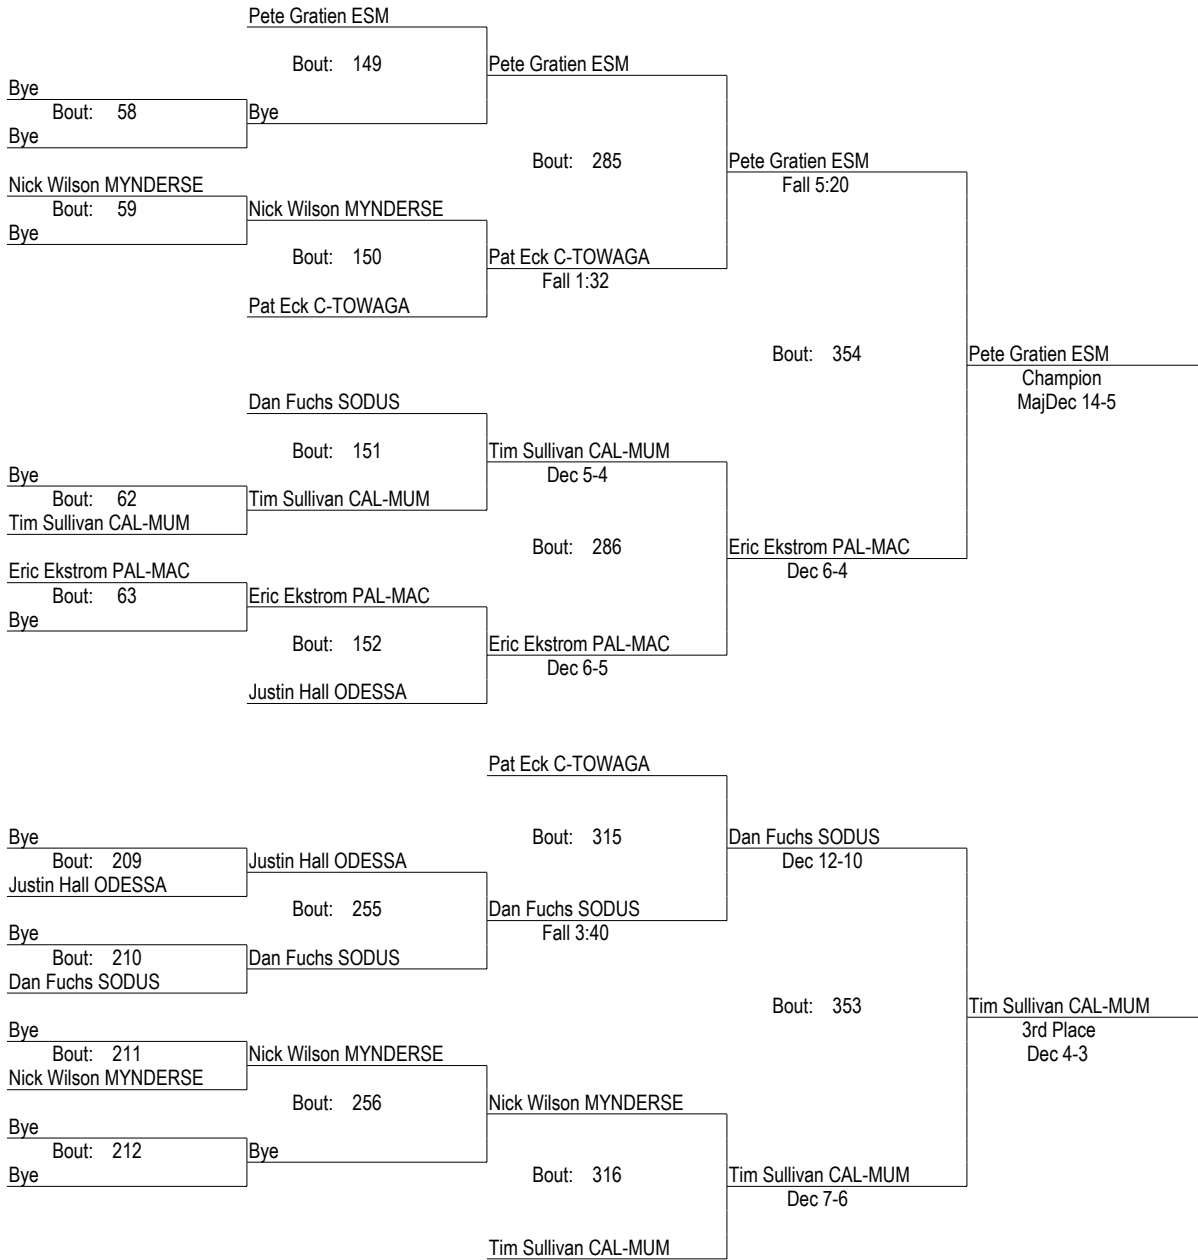 Pete Gratien ESM
Bout: 149
Pete Gratien ESM
Bye
Bout: 58
Bye
Bye
Bout: 285
Pete Gratien ESM
Fall 5:20
Nick Wilson MYNDERSE
Bout: 59
Nick Wilson MYNDERSE
Bye
Bout: 150
Pat Eck C-TOWAGA
Fall 1:32
Pat Eck C-TOWAGA
Bout: 354
Pete Gratien ESM
Champion
MajDec 14-5
Dan Fuchs SODUS
Bout: 151
Tim Sullivan CAL-MUM
Dec 5-4
Bye
Bout: 62
Tim Sullivan CAL-MUM
Tim Sullivan CAL-MUM
Bout: 286
Eric Ekstrom PAL-MAC
Dec 6-4
Eric Ekstrom PAL-MAC
Bout: 63
Eric Ekstrom PAL-MAC
Bye
Bout: 152
Eric Ekstrom PAL-MAC
Dec 6-5
Justin Hall ODESSA
Pat Eck C-TOWAGA
Bye
Bout: 315
Dan Fuchs SODUS
Dec 12-10
Bout: 209
Justin Hall ODESSA
Justin Hall ODESSA
Bout: 255
Dan Fuchs SODUS
Fall 3:40
Bye
Bout: 210
Dan Fuchs SODUS
Dan Fuchs SODUS
Bout: 353
Tim Sullivan CAL-MUM
3rd Place
Dec 4-3
Bye
Bout: 211
Nick Wilson MYNDERSE
Nick Wilson MYNDERSE
Bout: 256
Nick Wilson MYNDERSE
Bye
Bout: 212
Bye
Bye
Bout: 316
Tim Sullivan CAL-MUM
Dec 7-6
Tim Sullivan CAL-MUM